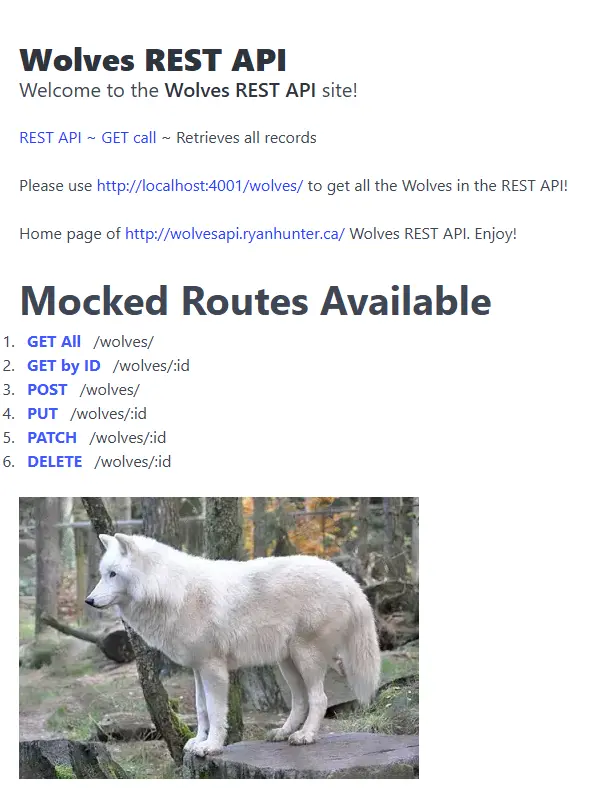 Wolves REST API
Welcome to the Wolves REST API site!
REST API ~ GET call ~ Retrieves all records
Please use http://localhost:4001/wolves/ to get all the Wolves in the REST API!
Home page of http://wolvesapi.ryanhunter.ca/ Wolves REST API. Enjoy!
Mocked Routes Available
1. GET All /wolves/
2. GET by ID /wolves/:id
3. POST /wolves/
4. PUT /wolves/:id
5. PATCH /wolves/:id
6. DELETE /wolves/:id